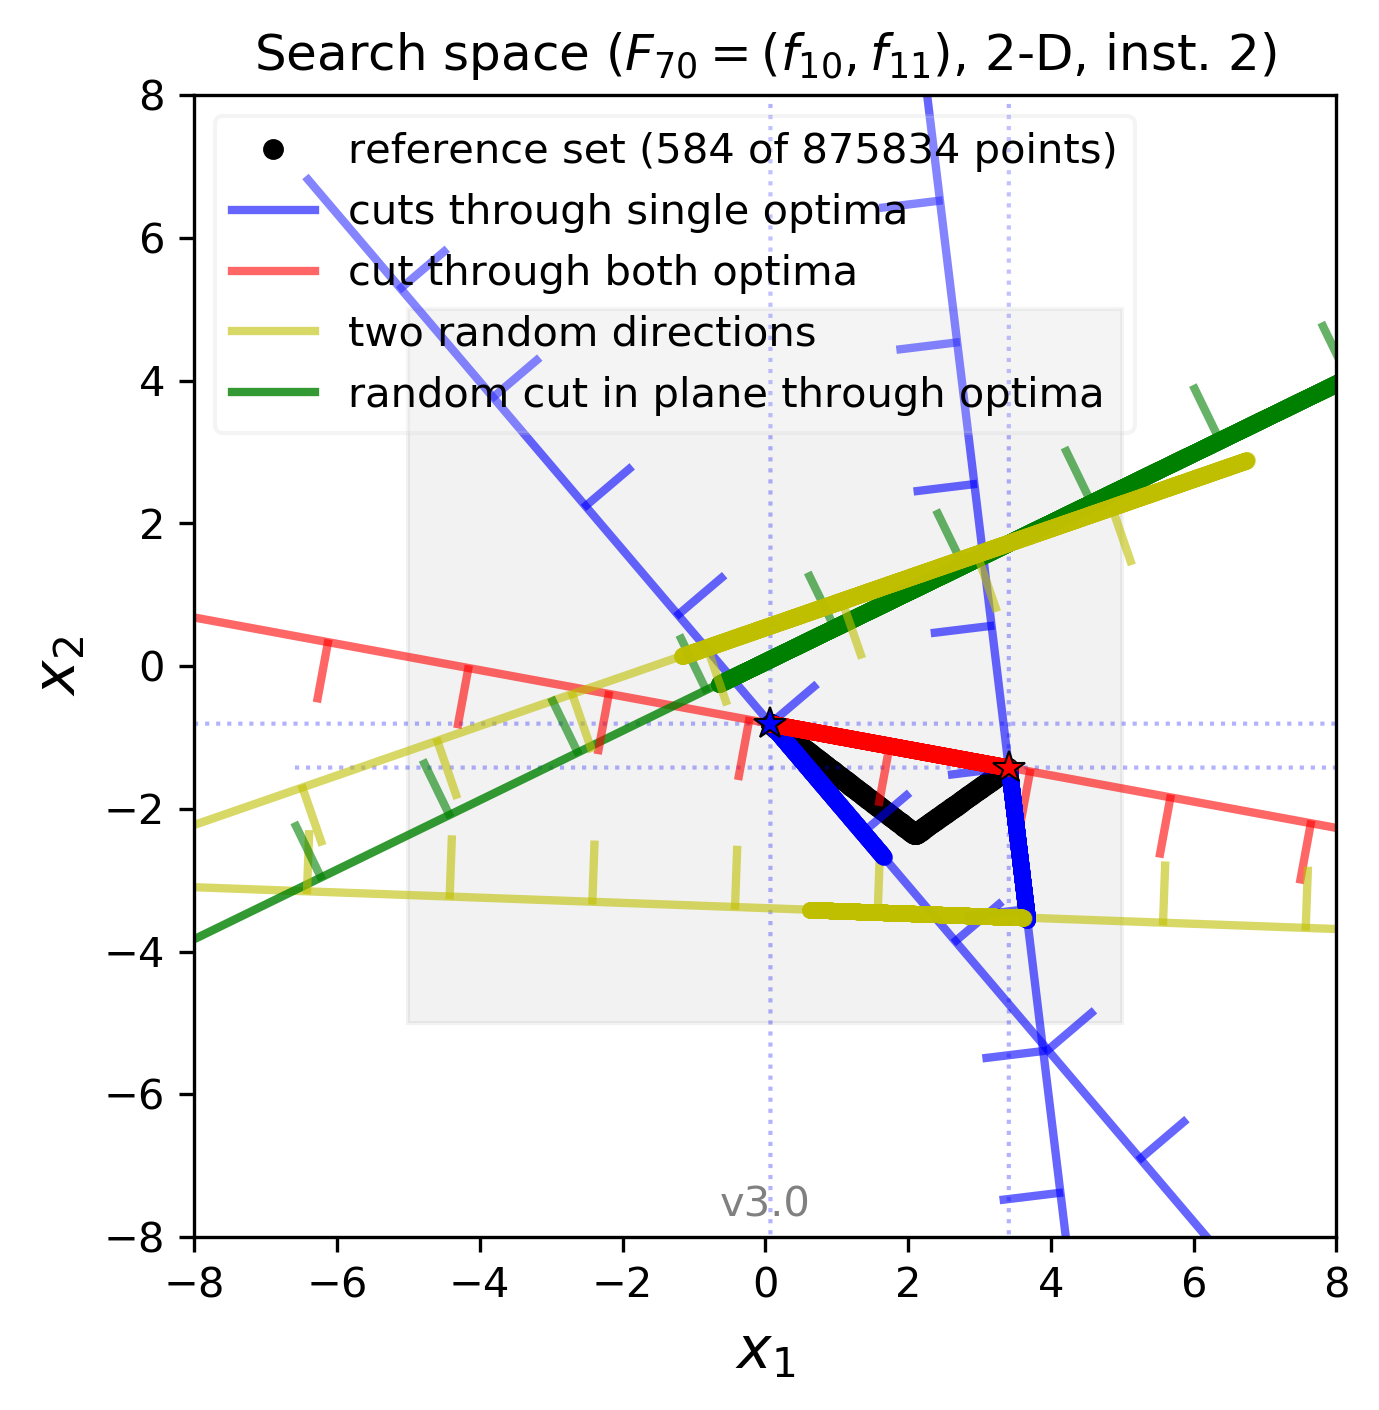 Search space (F₇₀ = (f₁₀, f₁₁), 2-D, inst. 2)
reference set (584 of 875834 points)
cuts through single optima
cut through both optima
two random directions
random cut in plane through optima
8
6
4
2
0
−2
−4
−6
−8
x₂
v3.0
−8 −6 −4 −2 0 2 4 6 8
x₁